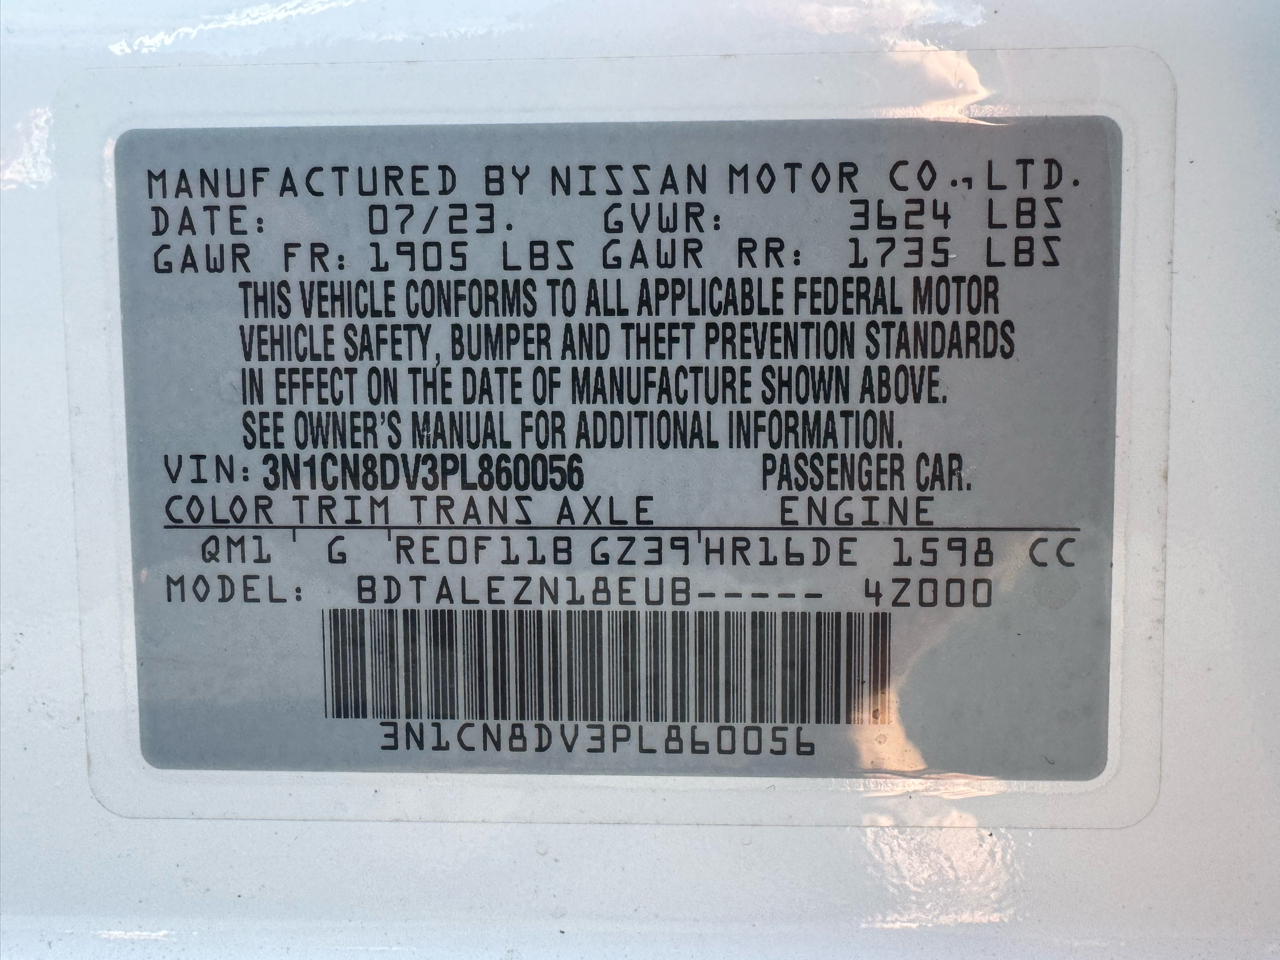 MANUFACTURED BY NISSAN MOTOR CO., LTD.
DATE: 07/23. GVWR: 3624 LBS
GAWR FR: 1905 LBS GAWR RR: 1735 LBS
THIS VEHICLE CONFORMS TO ALL APPLICABLE FEDERAL MOTOR
VEHICLE SAFETY, BUMPER AND THEFT PREVENTION STANDARDS
IN EFFECT ON THE DATE OF MANUFACTURE SHOWN ABOVE.
SEE OWNER'S MANUAL FOR ADDITIONAL INFORMATION.
VIN: 3N1CN8DV3PL860056 PASSENGER CAR.
COLOR TRIM TRANS AXLE ENGINE
QM1 ' G 'RE0F11B GZ39'HR16DE 1598 CC
MODEL: BDTALEZN18EUB----- 4Z000
3N1CN8DV3PL860056